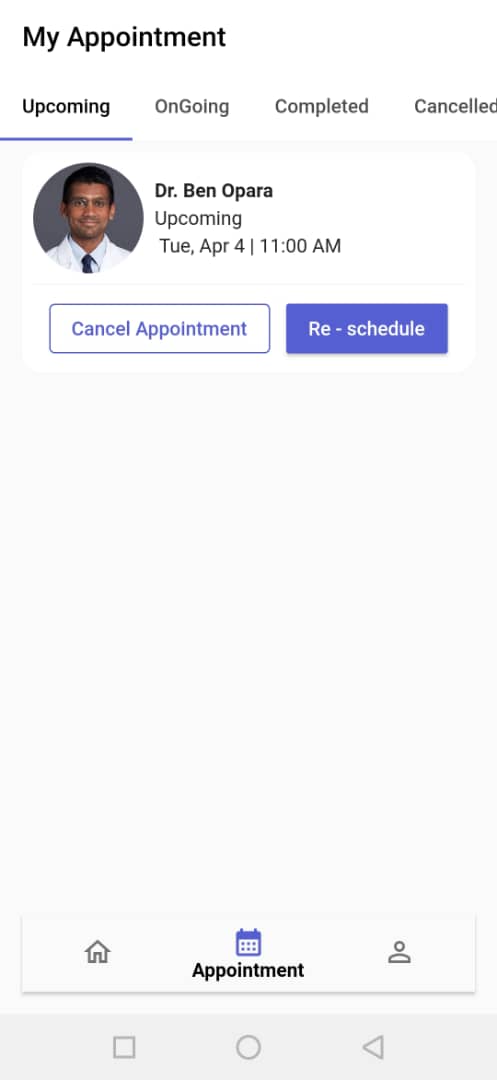 My Appointment
Upcoming OnGoing Completed Cancelled
Dr. Ben Opara
Upcoming
Tue, Apr 4 | 11:00 AM
Cancel Appointment Re - schedule
Appointment